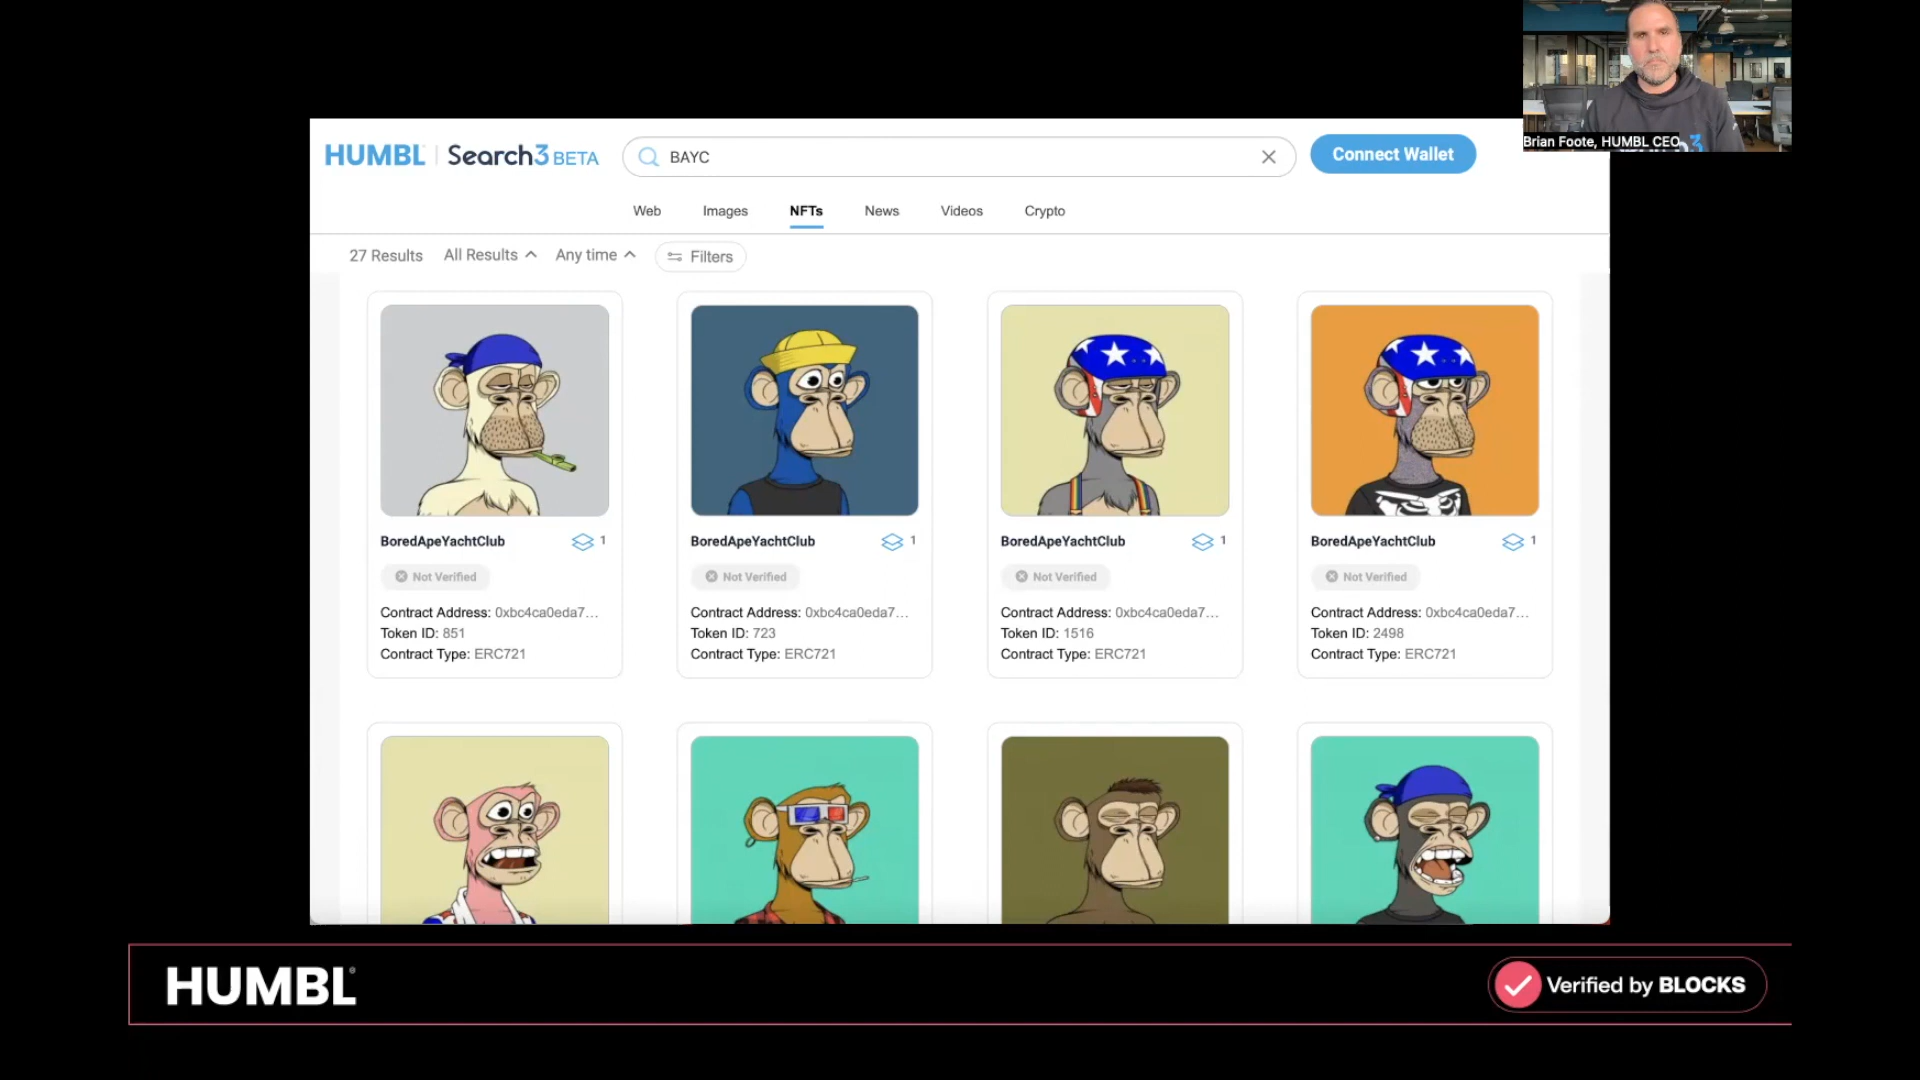 Brian Foote, HUMBL CEO
HUMBL | Search3 BETA
BAYC
Connect Wallet
Web Images NFTs News Videos Crypto
27 Results All Results Any time Filters
BoredApeYachtClub 1
Not Verified
Contract Address: 0xbc4ca0eda7...
Token ID: 851
Contract Type: ERC721
BoredApeYachtClub 1
Not Verified
Contract Address: 0xbc4ca0eda7...
Token ID: 723
Contract Type: ERC721
BoredApeYachtClub 1
Not Verified
Contract Address: 0xbc4ca0eda7...
Token ID: 1516
Contract Type: ERC721
BoredApeYachtClub 1
Not Verified
Contract Address: 0xbc4ca0eda7...
Token ID: 2498
Contract Type: ERC721
HUMBL®
Verified by BLOCKS